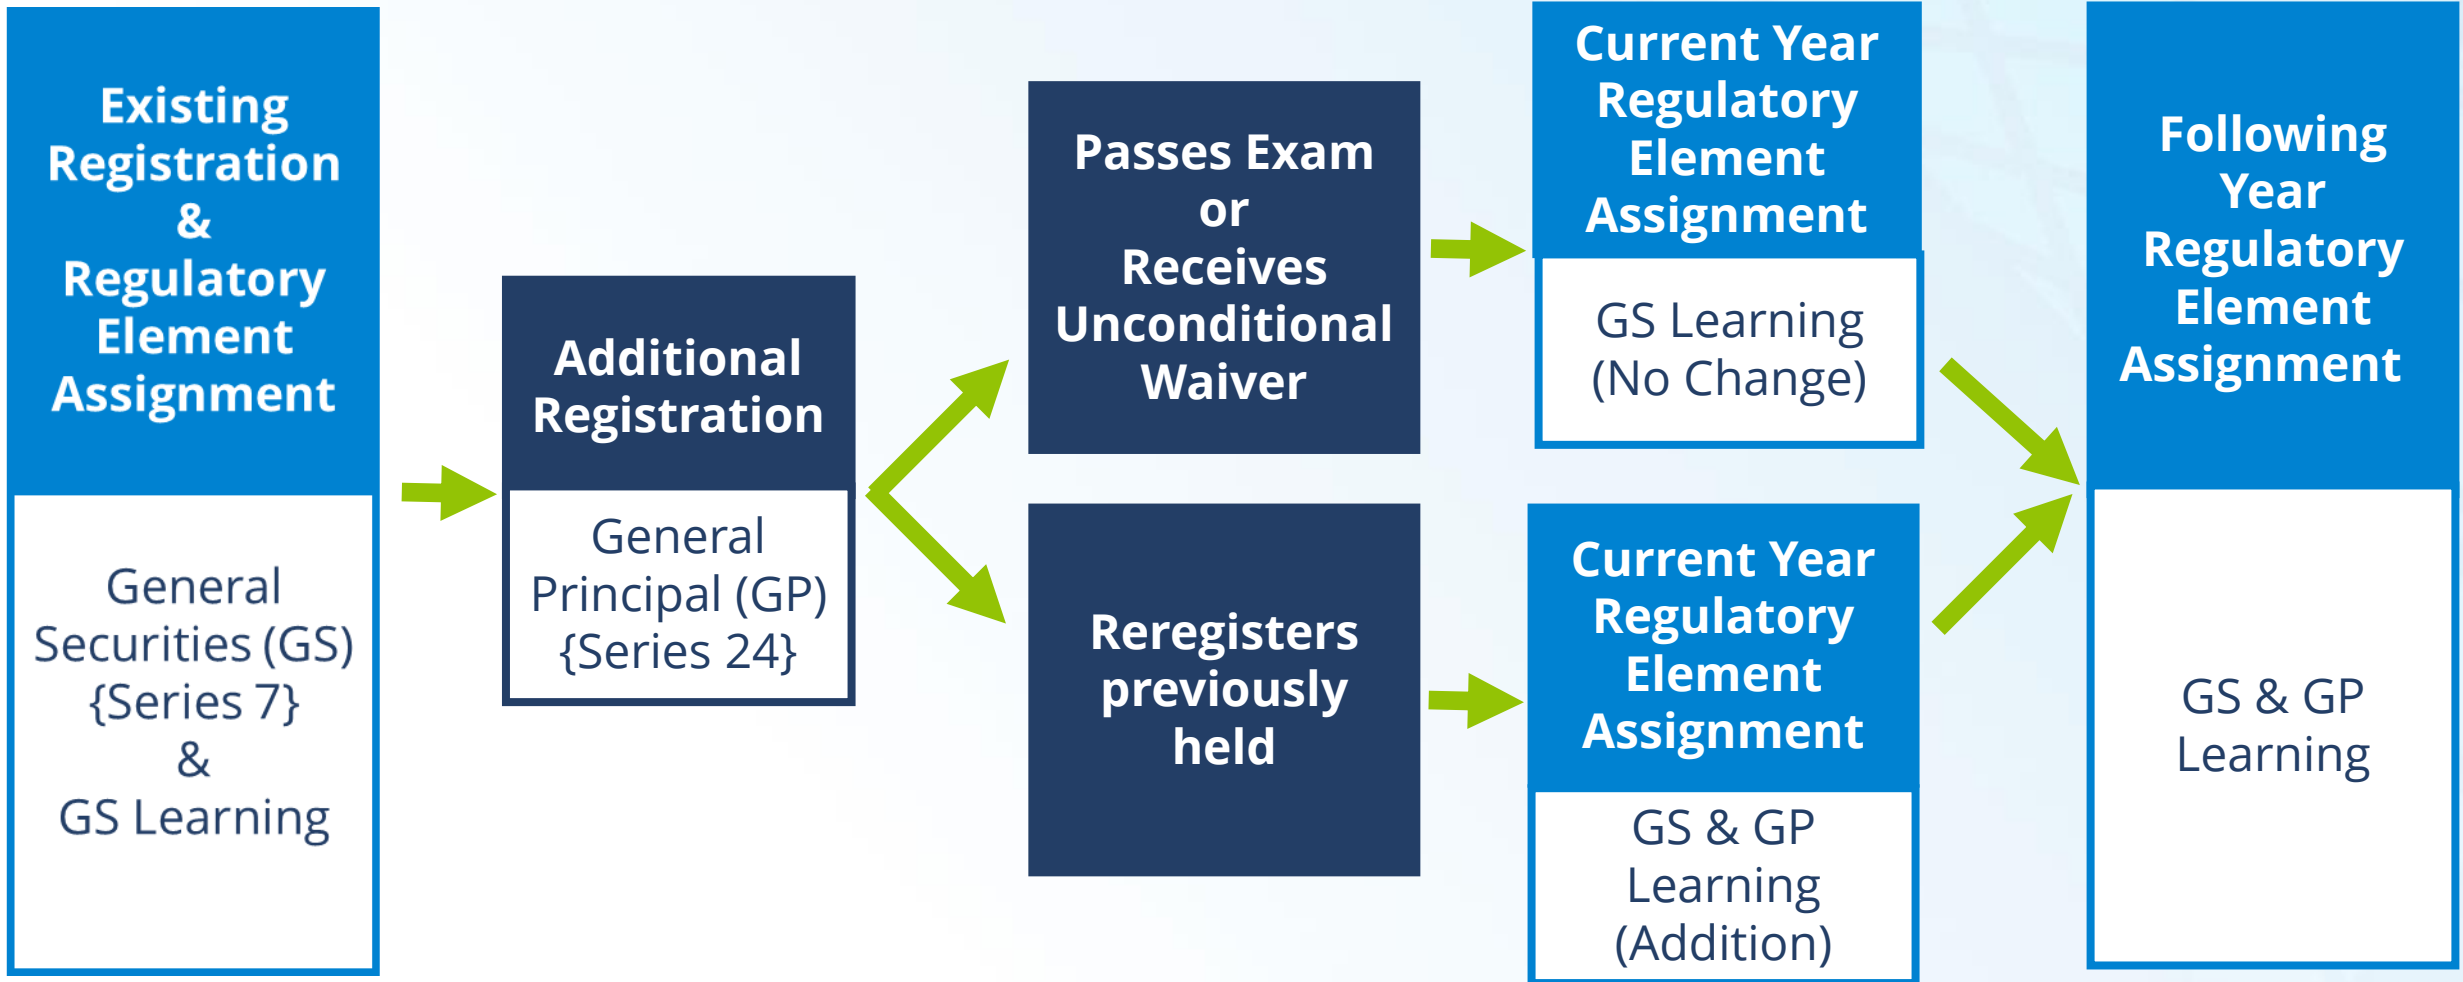 Existing
Registration
&
Regulatory
Element
Assignment
General
Securities (GS)
{Series 7}
&
GS Learning
Additional
Registration
General
Principal (GP)
{Series 24}
Passes Exam
or
Receives
Unconditional
Waiver
Current Year
Regulatory
Element
Assignment
GS Learning
(No Change)
Reregisters
previously
held
Current Year
Regulatory
Element
Assignment
GS & GP
Learning
(Addition)
Following
Year
Regulatory
Element
Assignment
GS & GP
Learning